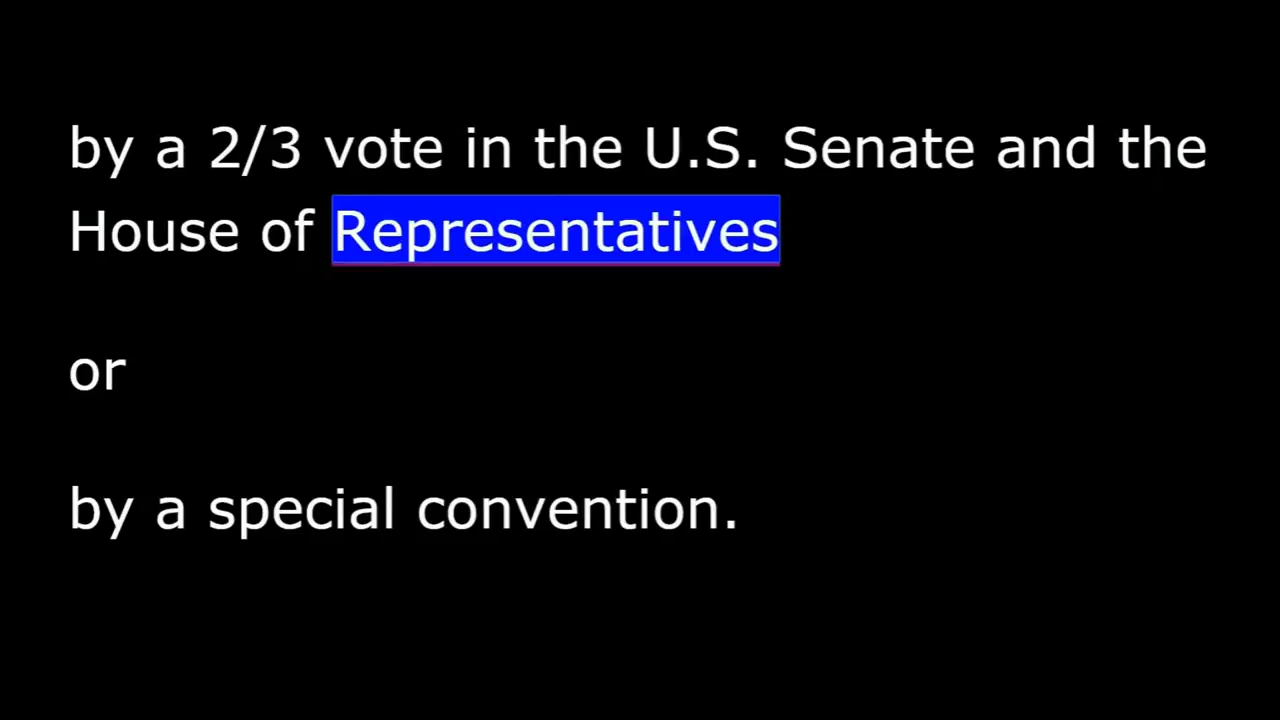 by a 2/3 vote in the U.S. Senate and the
House of Representatives
or
by a special convention.